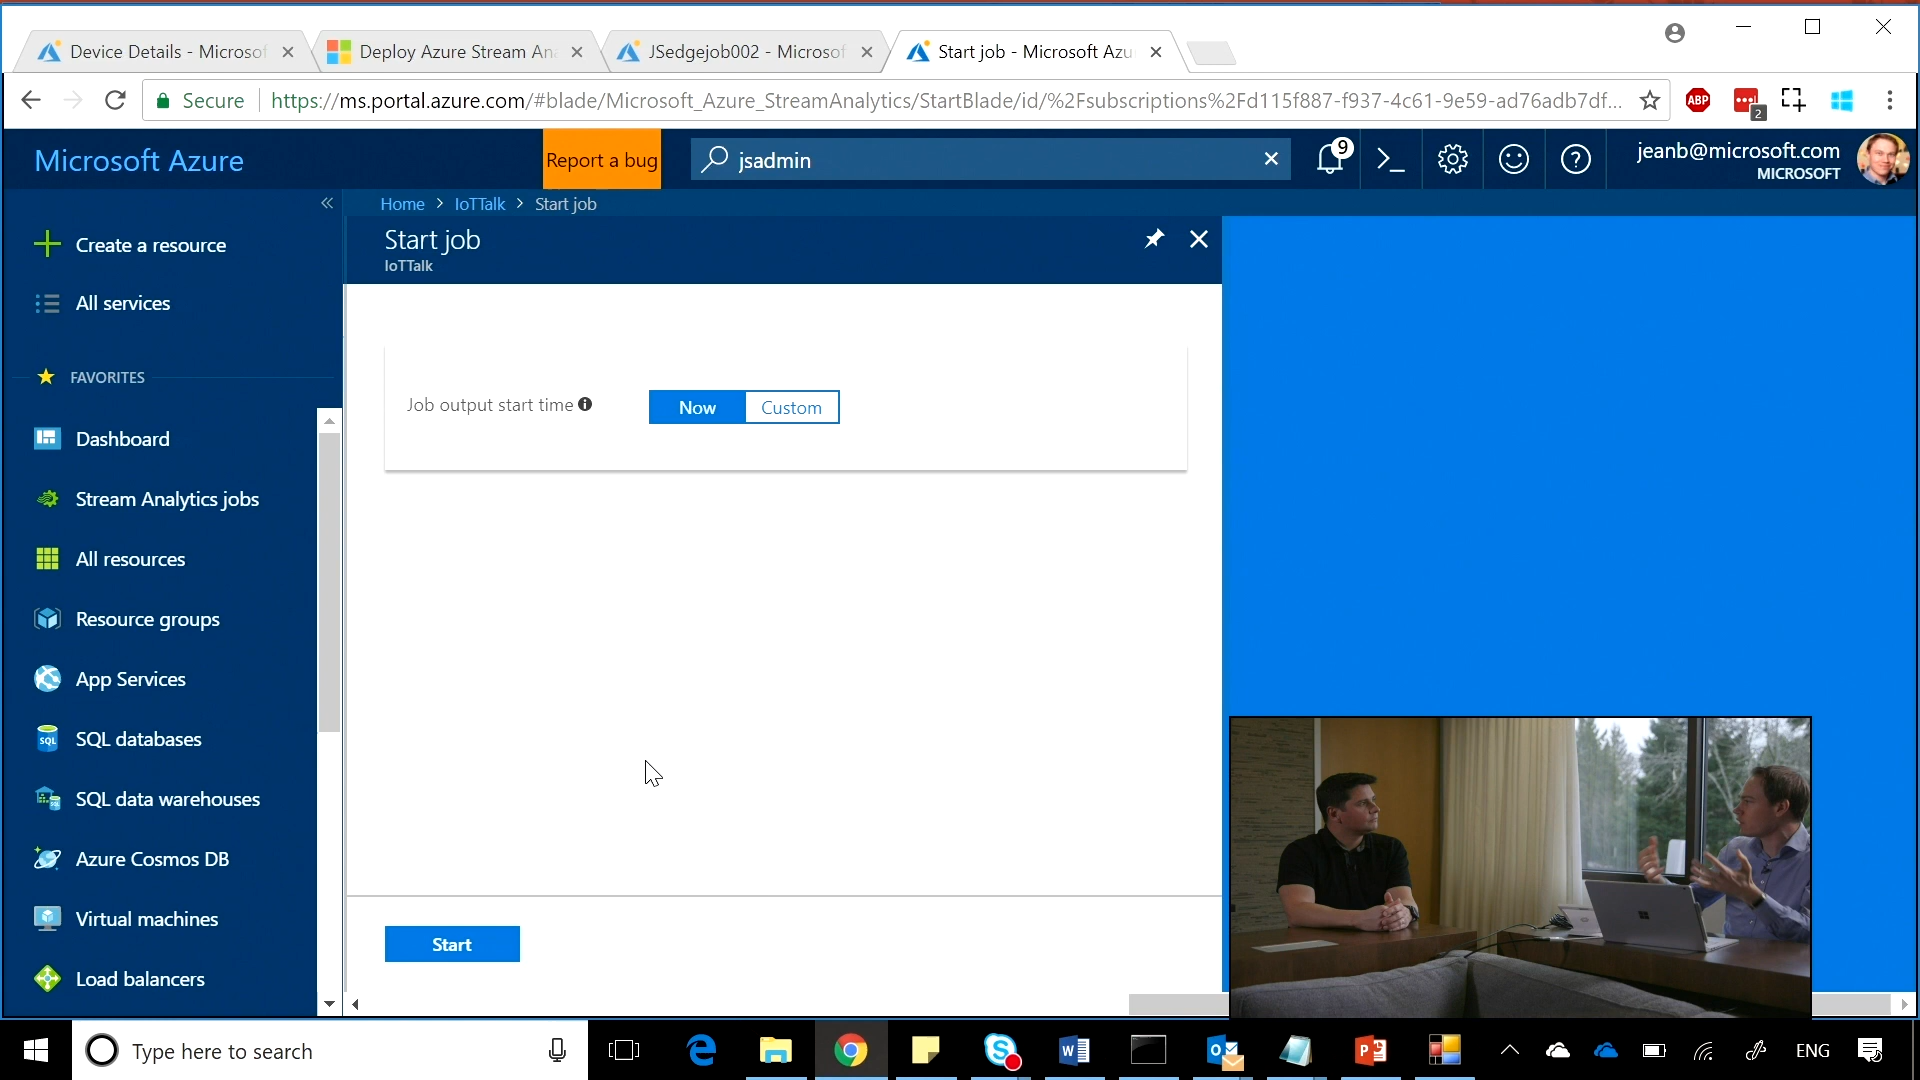 Device Details - Microsof
Deploy Azure Stream Ana
JSedgejob002 - Microsof
Start job - Microsoft Azu
Secure
https://ms.portal.azure.com/#blade/Microsoft_Azure_StreamAnalytics/StartBlade/id/%2Fsubscriptions%2Fd115f887-f937-4c61-9e59-ad76adb7df...
ABP
2
Microsoft Azure
Report a bug
jsadmin
9
jeanb@microsoft.com
MICROSOFT
Home > IoTTalk > Start job
Start job
IoTTalk
Create a resource
All services
FAVORITES
Dashboard
Stream Analytics jobs
All resources
Resource groups
App Services
SQL databases
SQL data warehouses
Azure Cosmos DB
Virtual machines
Load balancers
Job output start time
Now
Custom
Start
Type here to search
ENG